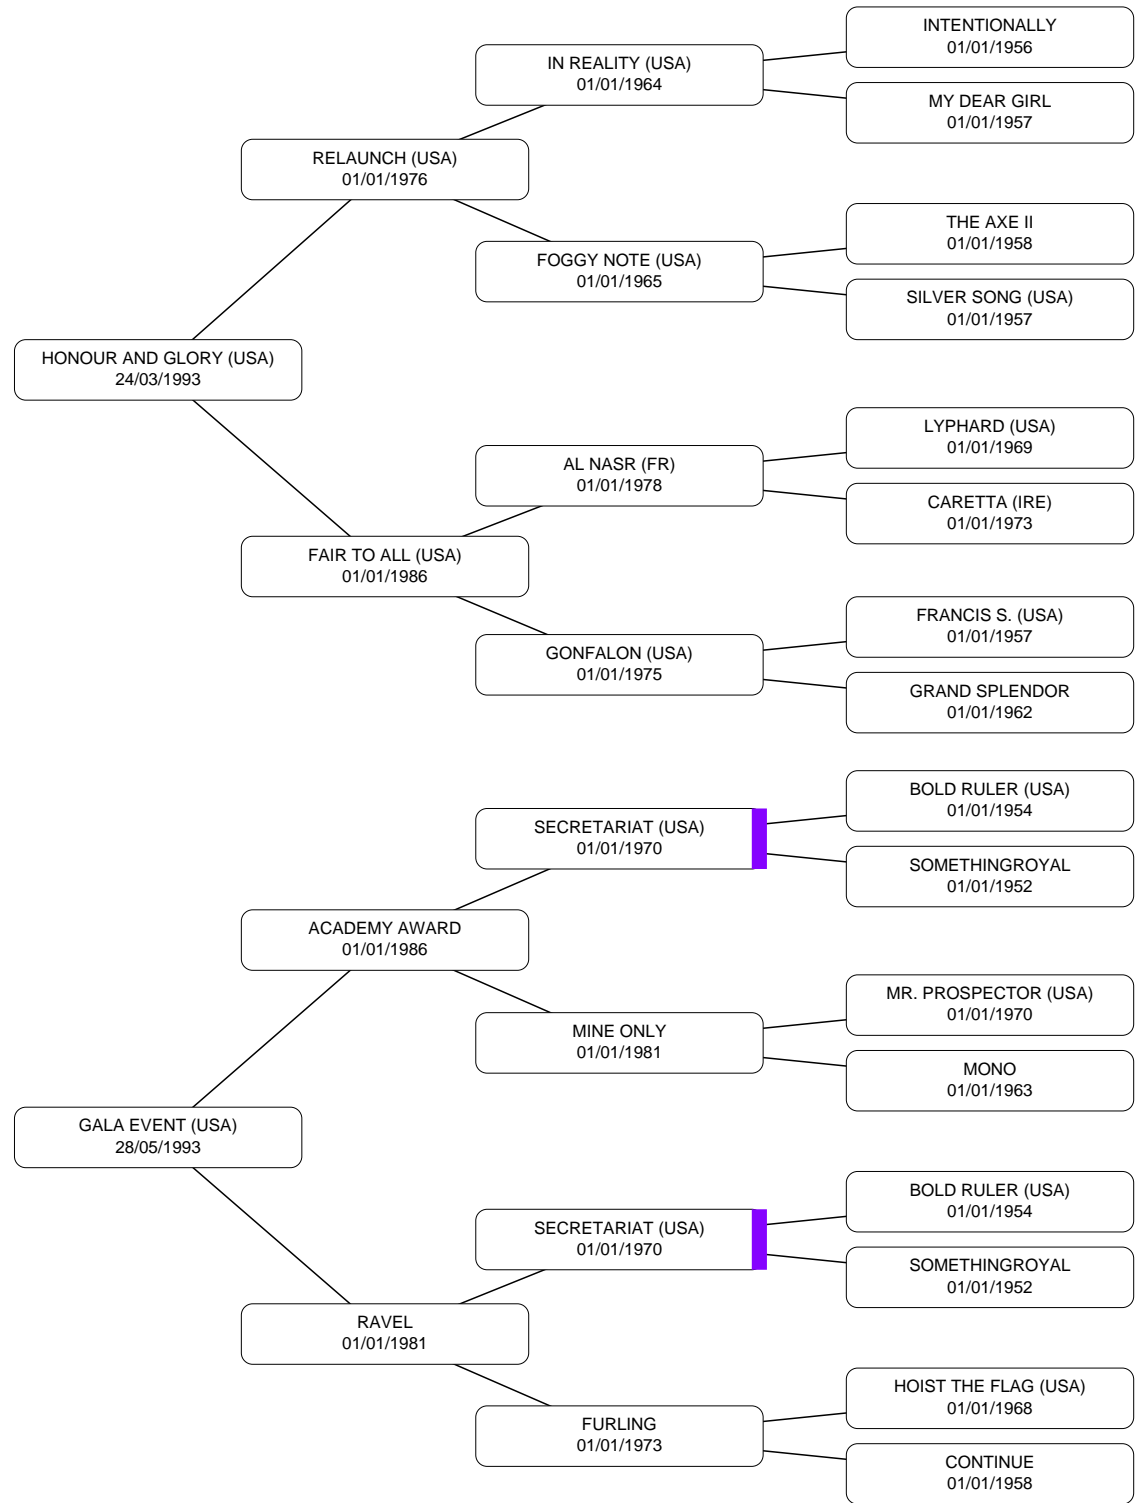 INTENTIONALLY
01/01/1956
IN REALITY (USA)
01/01/1964
MY DEAR GIRL
01/01/1957
RELAUNCH (USA)
01/01/1976
THE AXE II
01/01/1958
FOGGY NOTE (USA)
01/01/1965
SILVER SONG (USA)
01/01/1957
HONOUR AND GLORY (USA)
24/03/1993
LYPHARD (USA)
01/01/1969
AL NASR (FR)
01/01/1978
CARETTA (IRE)
01/01/1973
FAIR TO ALL (USA)
01/01/1986
FRANCIS S. (USA)
01/01/1957
GONFALON (USA)
01/01/1975
GRAND SPLENDOR
01/01/1962
BOLD RULER (USA)
01/01/1954
SECRETARIAT (USA)
01/01/1970
SOMETHINGROYAL
01/01/1952
ACADEMY AWARD
01/01/1986
MR. PROSPECTOR (USA)
01/01/1970
MINE ONLY
01/01/1981
MONO
01/01/1963
GALA EVENT (USA)
28/05/1993
BOLD RULER (USA)
01/01/1954
SECRETARIAT (USA)
01/01/1970
SOMETHINGROYAL
01/01/1952
RAVEL
01/01/1981
HOIST THE FLAG (USA)
01/01/1968
FURLING
01/01/1973
CONTINUE
01/01/1958